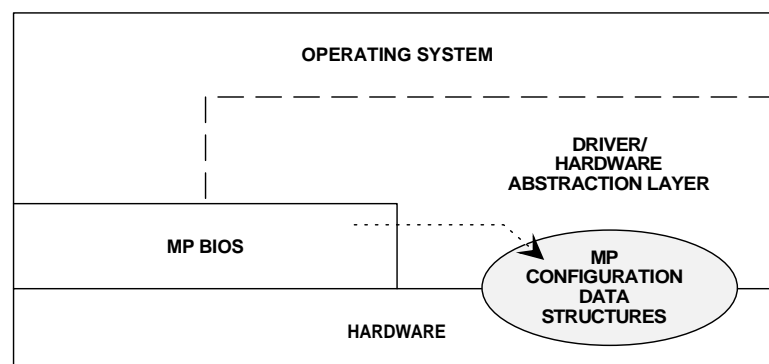 OPERATING SYSTEM
DRIVER/
HARDWARE
ABSTRACTION LAYER
MP BIOS
MP
CONFIGURATION
DATA
STRUCTURES
HARDWARE